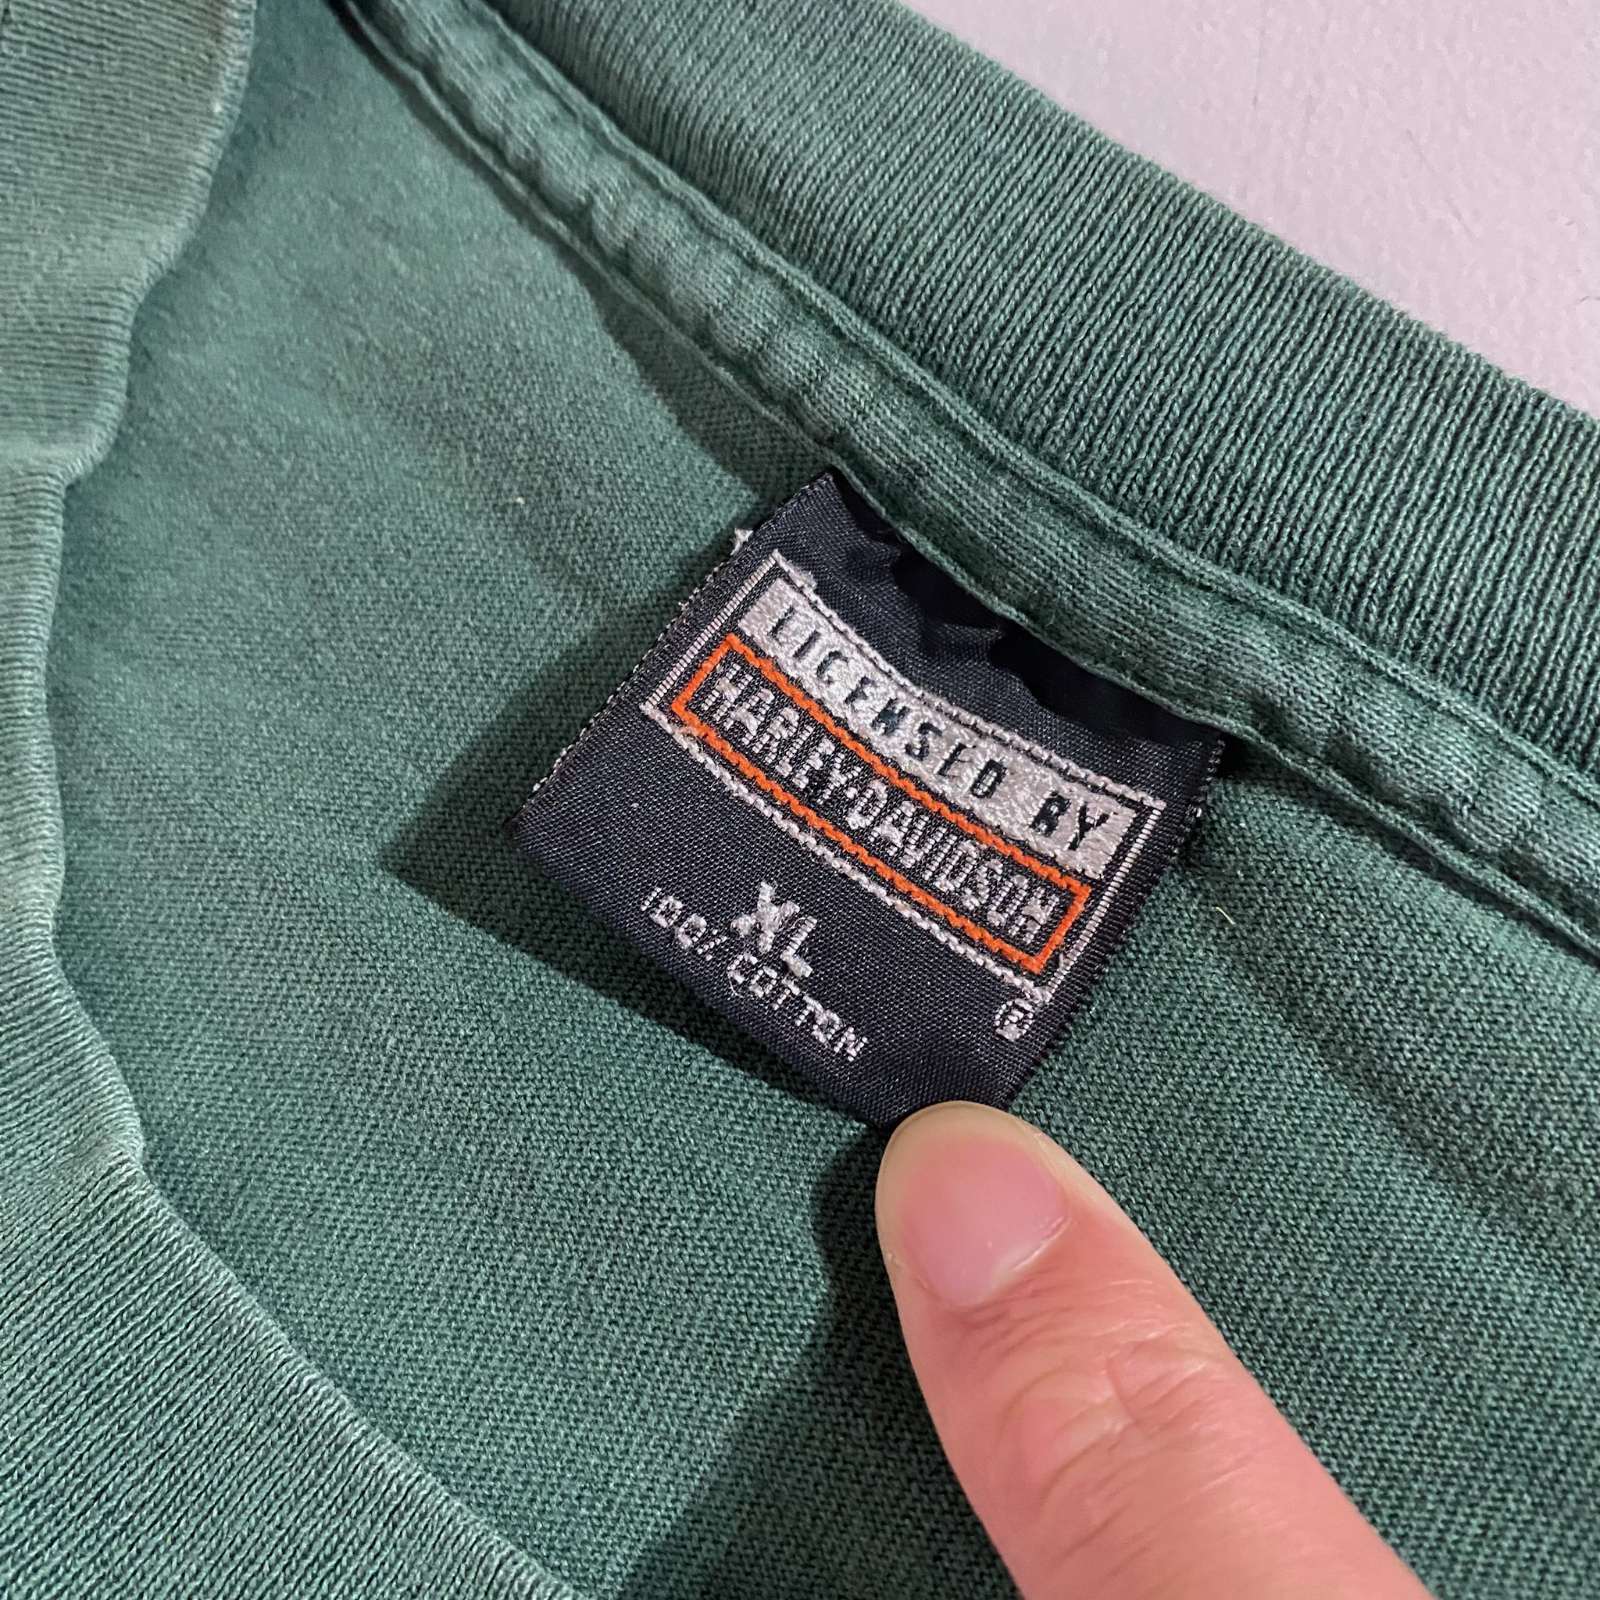 LICENSED BY
HARLEY-DAVIDSON
®
XL
100% COTTON